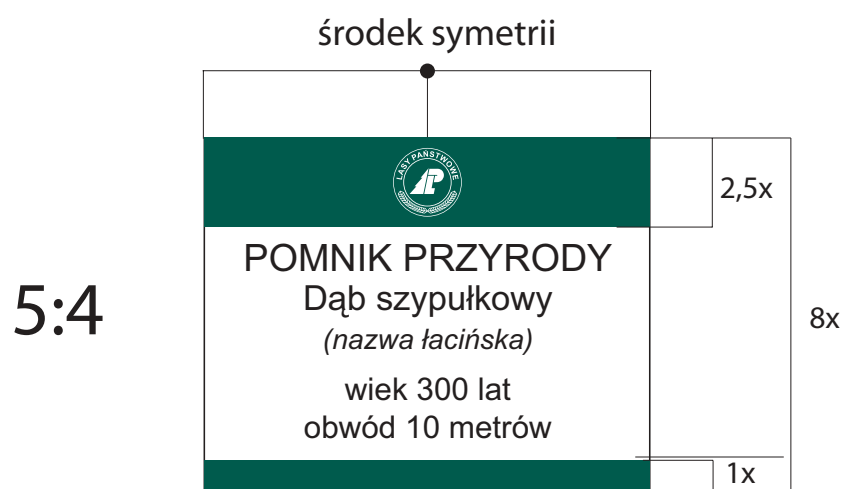 środek symetrii
LASY PAŃSTWOWE
2,5x
POMNIK PRZYRODY
Dąb szypułkowy
5:4
(nazwa łacińska)
8x
wiek 300 lat
obwód 10 metrów
1x